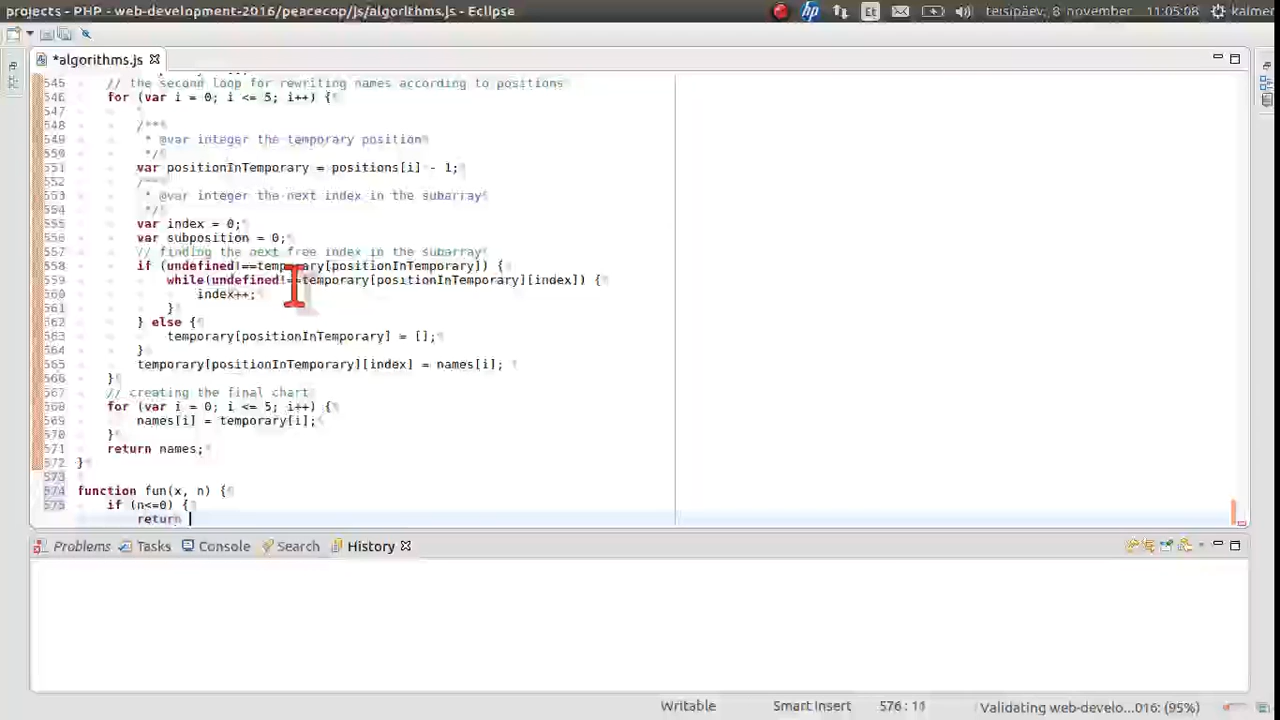 projects - PHP - web-development-2016/peacecop/js/algorithms.js - Eclipse
hp
Et
teisipäev, 8 november
11:05:08
kalmer
*algorithms.js
545 // the second loop for rewriting names according to positions
546 for (var i = 0; i <= 5; i++) {
547
548 /**
549 * @var integer the temporary position
550 */
551 var positionInTemporary = positions[i] - 1;
552 /**
553 * @var integer the next index in the subarray
554 */
555 var index = 0;
556 var subposition = 0;
557 // finding the next free index in the subarray
558 if (undefined!==temporary[positionInTemporary]) {
559 while(undefined!==temporary[positionInTemporary][index]) {
560 index++;
561 }
562 } else {
563 temporary[positionInTemporary] = [];
564 }
565 temporary[positionInTemporary][index] = names[i];
566 }
567 // creating the final chart
568 for (var i = 0; i <= 5; i++) {
569 names[i] = temporary[i];
570 }
571 return names;
572 }
573
574 function fun(x, n) {
575 if (n<=0) {
return
Problems
Tasks
Console
Search
History
Writable
Smart Insert
Validating web-develo...016: (95%)